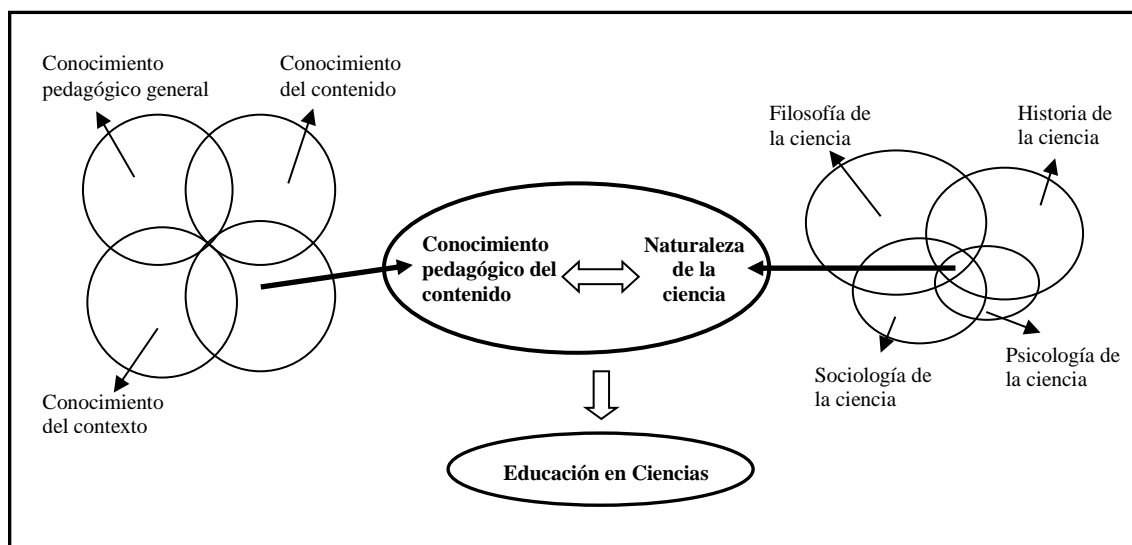 Conocimiento
pedagógico general
Conocimiento
del contenido
Filosofía de
la ciencia
Historia de
la ciencia
Conocimiento
pedagógico del
contenido
Naturaleza
de la
ciencia
Psicología de
la ciencia
Sociología de
la ciencia
Conocimiento
del contexto
Educación en Ciencias